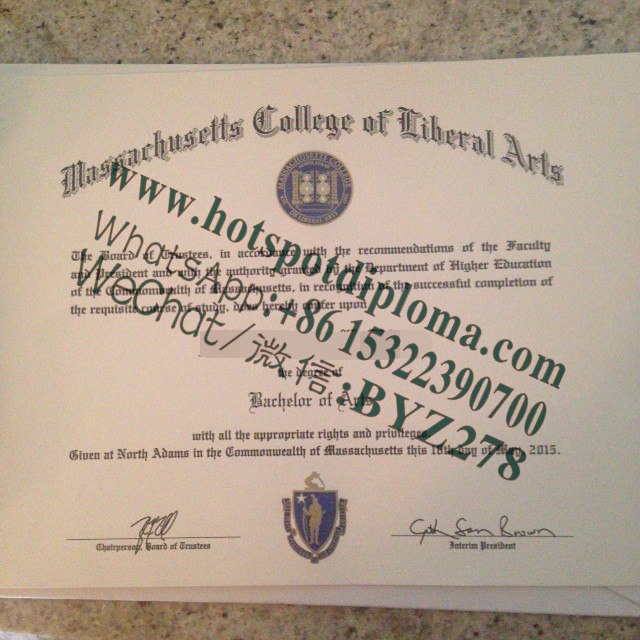 Massachusetts College of Liberal Arts
The Board of Trustees, in accordance with the recommendations of the Faculty
and President and with the authority granted by the Department of Higher Education
of the Commonwealth of Massachusetts, in recognition of the successful completion of
the requisite course of study, does hereby confer upon
the degree of
Bachelor of Arts
with all the appropriate rights and privileges
Given at North Adams in the Commonwealth of Massachusetts this 16th day of May, 2015.
Chairperson, Board of Trustees
Interim President
www.hotspotdiploma.com
WhatsApp:+86 15322390700
WeChat/微信:BYZ278